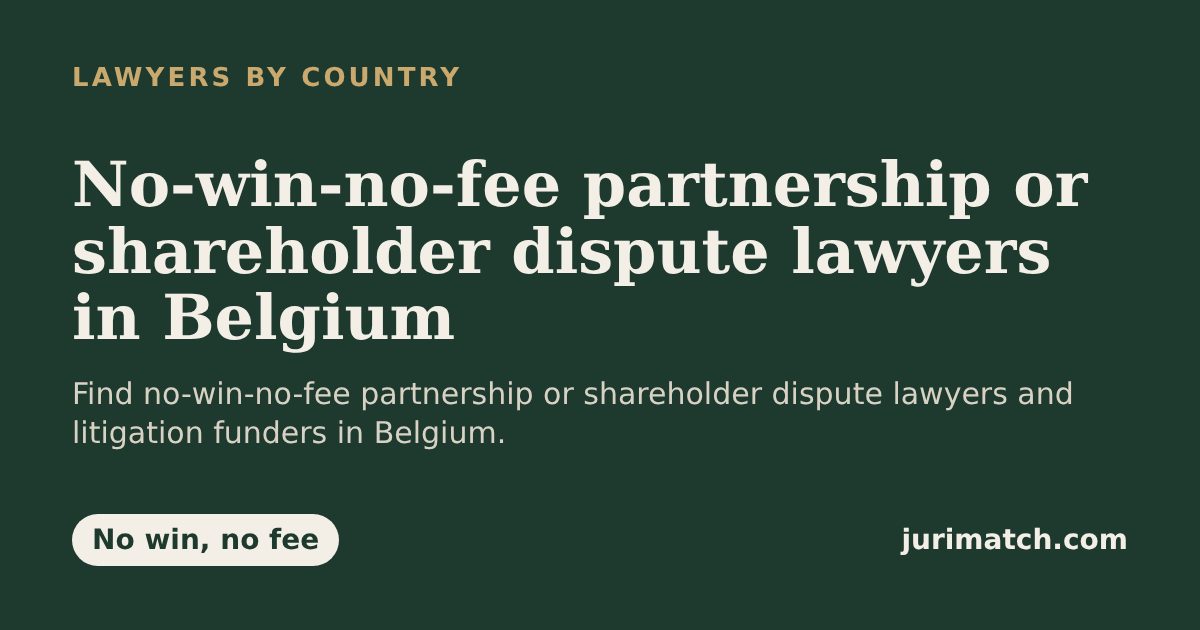 LAWYERS BY COUNTRY
No-win-no-fee partnership or
shareholder dispute lawyers
in Belgium
Find no-win-no-fee partnership or shareholder dispute lawyers and
litigation funders in Belgium.
No win, no fee
jurimatch.com